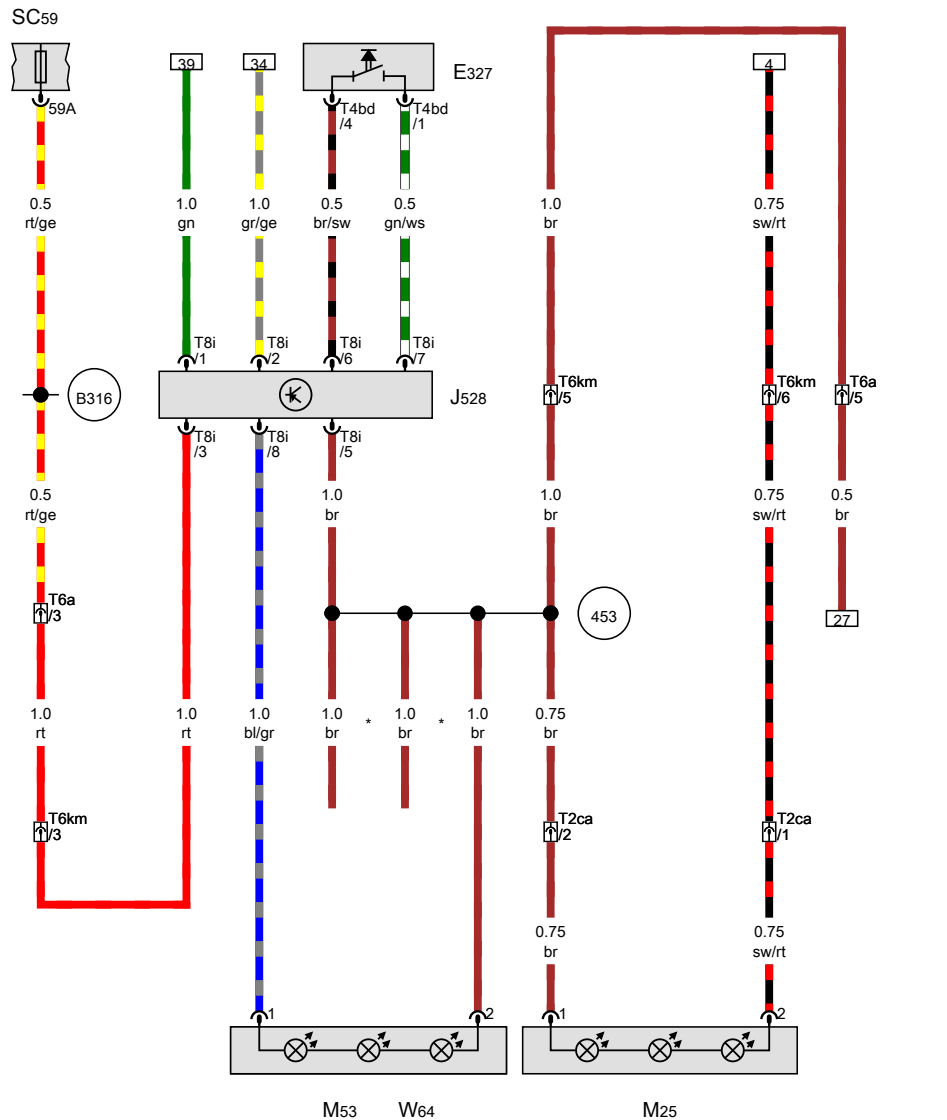 SC59
39
34
E327
4
59A
T4bd
/4
T4bd
/1
0.5
rt/ge
1.0
gn
1.0
gr/ge
0.5
br/sw
0.5
gn/ws
1.0
br
0.75
sw/rt
T8i
/1
T8i
/2
T8i
/6
T8i
/7
B316
J528
T6km
/5
T6km
/6
T6a
/5
T8i
/3
T8i
/8
T8i
/5
0.5
rt/ge
1.0
br
1.0
br
0.75
sw/rt
0.5
br
T6a
/3
453
27
1.0
rt
1.0
rt
1.0
bl/gr
1.0
br
*
1.0
br
*
1.0
br
0.75
br
T6km
/3
T2ca
/2
T2ca
/1
0.75
br
0.75
sw/rt
1
2
1
2
M53
W64
M25